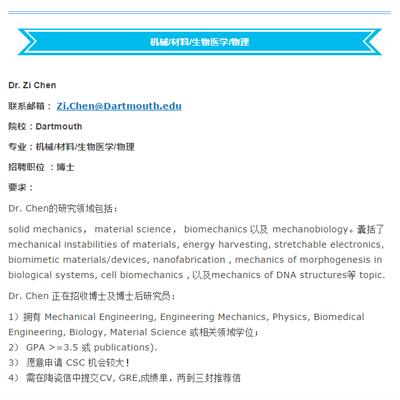 机械/材料/生物医学/物理
Dr. Zi Chen
联系邮箱： Zi.Chen@Dartmouth.edu
院校：Dartmouth
专业：机械/材料/生物医学/物理
招聘职位 ：博士
要求：
Dr. Chen的研究领域包括：
solid mechanics， material science， biomechanics 以及 mechanobiology。囊括了
mechanical instabilities of materials, energy harvesting, stretchable electronics,
biomimetic materials/devices, nanofabrication , mechanics of morphogenesis in
biological systems, cell biomechanics , 以及mechanics of DNA structures等 topic.
Dr. Chen 正在招收博士及博士后研究员：
1）拥有 Mechanical Engineering, Engineering Mechanics, Physics, Biomedical
Engineering, Biology, Material Science 或相关领域学位；
2） GPA >=3.5 或 publications).
3） 愿意申请 CSC 机会较大！
4） 需在陶瓷信中提交CV, GRE,成绩单，两到三封推荐信